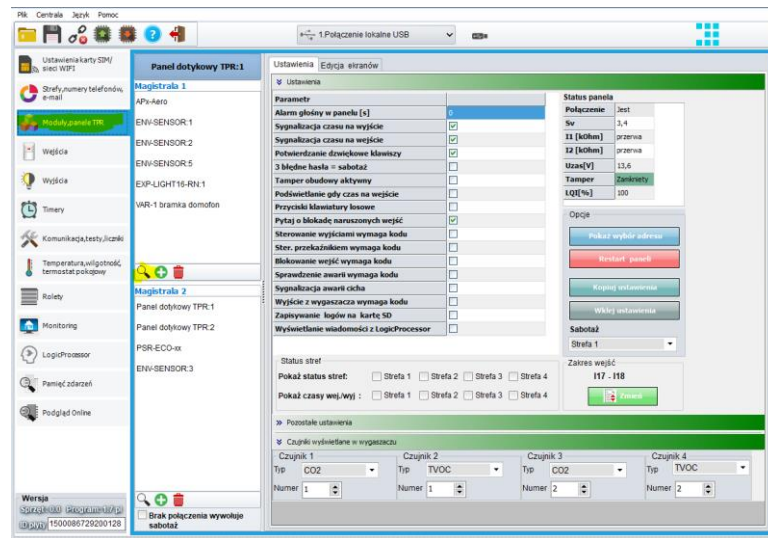 Plik Centrala Język Pomoc
1.Połączenie lokalne USB
Ustawienia karty SIM/ sieci WIFI
Strefy,numery telefonów, e-mail
Moduły,panele TPR
Wejścia
Wyjścia
Timery
Komunikacja,testy,liczniki
Temperatura,wilgotność, termostat pokojowy
Rolety
Monitoring
LogicProcessor
Pamięć zdarzeń
Podgląd Online
Wersja
1500086729200128
Panel dotykowy TPR:1
Magistrala 1
APx-Aero
ENV-SENSOR:1
ENV-SENSOR:2
ENV-SENSOR:5
EXP-LIGHT16-RN:1
VAR-1 bramka domofon
Magistrala 2
Panel dotykowy TPR:1
Panel dotykowy TPR:2
PSR-ECO-xx
ENV-SENSOR:3
Brak połączenia wywołuje sabotaż
Ustawienia Edycja ekranów
Ustawienia
Parametr
Alarm głośny w panelu [s] 0
Sygnalizacja czasu na wyjście
Sygnalizacja czasu na wejście
Potwierdzanie dzwiękowe klawiszy
3 błędne hasła = sabotaż
Tamper obudowy aktywny
Podświetlanie gdy czas na wejście
Przyciski klawiatury losowe
Pytaj o blokadę naruszonych wejść
Sterowanie wyjściami wymaga kodu
Ster. przekaźnikiem wymaga kodu
Blokowanie wejść wymaga kodu
Sprawdzenie awarii wymaga kodu
Sygnalizacja awarii cicha
Wyjście z wygaszacza wymaga kodu
Zapisywanie logów na kartę SD
Wyświetlanie wiadomości z LogicProcessor
Status panela
Połączenie Jest
Sv 3,4
I1 [kOhm] przerwa
I2 [kOhm] przerwa
Uzas[V] 13,6
Tamper Zamknięty
LQI[%] 100
Opcje
Pokaż wybór adresu
Restart paneli
Kopiuj ustawienia
Wklej ustawienia
Sabotaż
Strefa 1
Zakres wejść
I17 - I18
Zmień
Status stref
Pokaż status stref: Strefa 1 Strefa 2 Strefa 3 Strefa 4
Pokaż czasy wej./wyj : Strefa 1 Strefa 2 Strefa 3 Strefa 4
Pozostałe ustawienia
Czujniki wyświetlane w wygaszaczu
Czujnik 1 Czujnik 2 Czujnik 3 Czujnik 4
Typ CO2 Typ TVOC Typ CO2 Typ TVOC
Numer 1 Numer 1 Numer 2 Numer 2